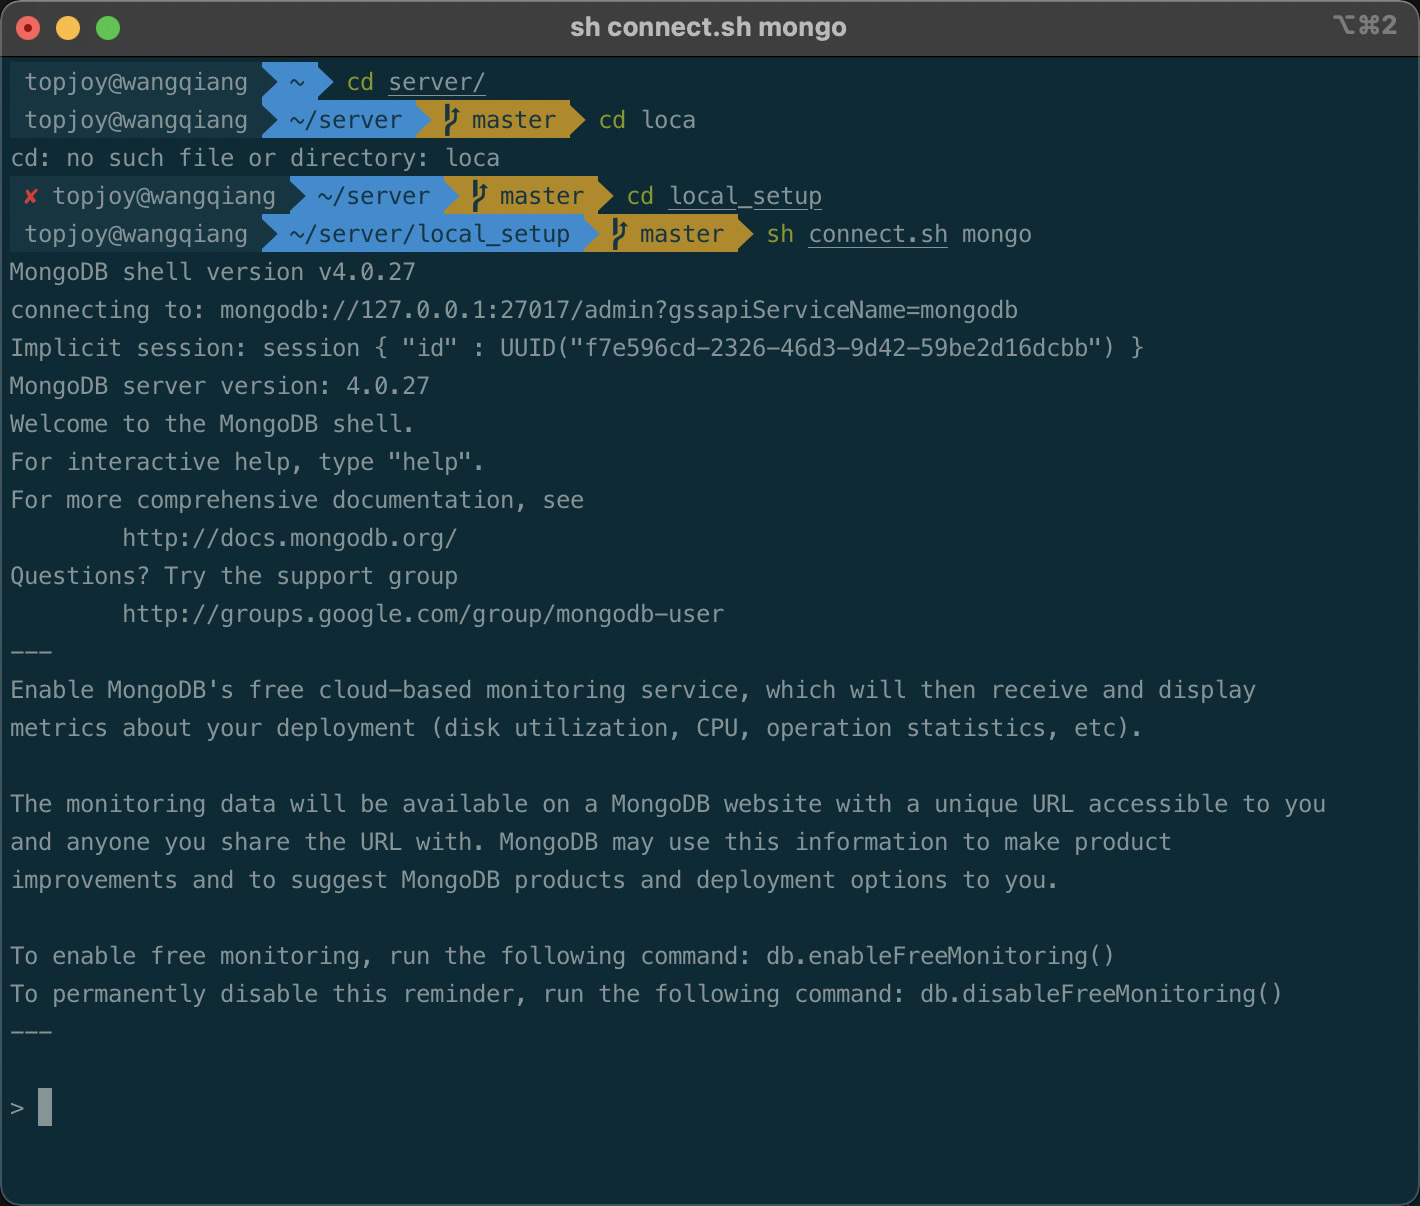 sh connect.sh mongo
⌥⌘2
topjoy@wangqiang ~ cd server/
topjoy@wangqiang ~/server master cd loca
cd: no such file or directory: loca
✘ topjoy@wangqiang ~/server master cd local_setup
topjoy@wangqiang ~/server/local_setup master sh connect.sh mongo
MongoDB shell version v4.0.27
connecting to: mongodb://127.0.0.1:27017/admin?gssapiServiceName=mongodb
Implicit session: session { "id" : UUID("f7e596cd-2326-46d3-9d42-59be2d16dcbb") }
MongoDB server version: 4.0.27
Welcome to the MongoDB shell.
For interactive help, type "help".
For more comprehensive documentation, see
http://docs.mongodb.org/
Questions? Try the support group
http://groups.google.com/group/mongodb-user
---
Enable MongoDB's free cloud-based monitoring service, which will then receive and display
metrics about your deployment (disk utilization, CPU, operation statistics, etc).
The monitoring data will be available on a MongoDB website with a unique URL accessible to you
and anyone you share the URL with. MongoDB may use this information to make product
improvements and to suggest MongoDB products and deployment options to you.
To enable free monitoring, run the following command: db.enableFreeMonitoring()
To permanently disable this reminder, run the following command: db.disableFreeMonitoring()
---
>